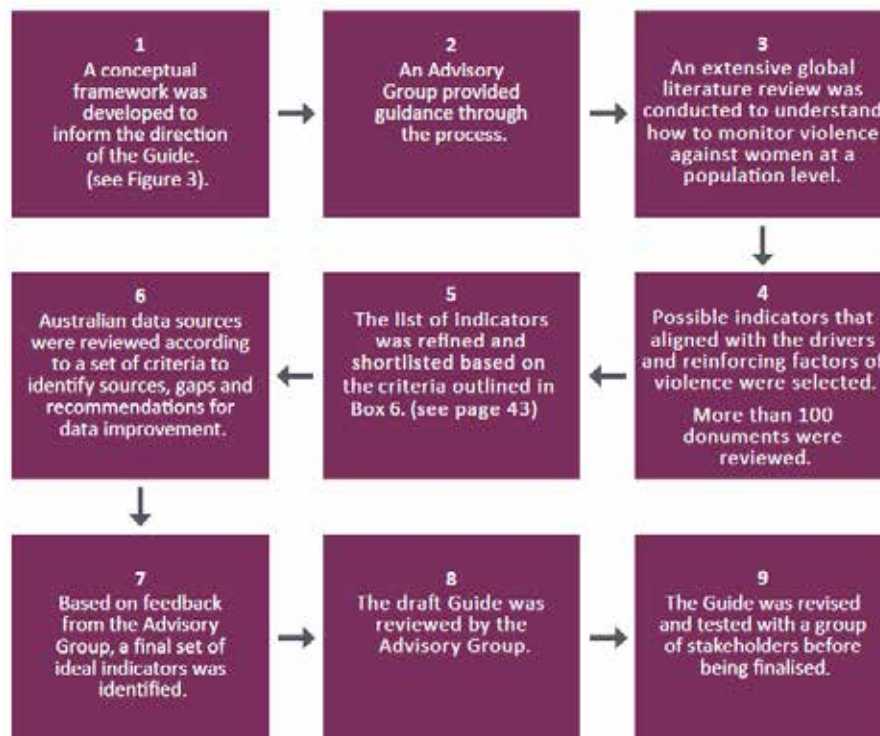 1
A conceptual
framework was
developed to
inform the direction
of the Guide.
(see Figure 3).
2
An Advisory
Group provided
guidance through
the process.
3
An extensive global
literature review was
conducted to understand
how to monitor violence
against women at a
population level.
4
Possible indicators that
aligned with the drivers
and reinforcing factors of
violence were selected.
More than 100
donuments were
reviewed.
5
The list of indicators
was refined and
shortlisted based on
the criteria outlined in
Box 6. (see page 43)
6
Australian data sources
were reviewed according
to a set of criteria to
identify sources, gaps and
recommendations for
data improvement.
7
Based on feedback
from the Advisory
Group, a final set of
ideal indicators was
identified.
8
The draft Guide was
reviewed by the
Advisory Group.
9
The Guide was revised
and tested with a group
of stakeholders before
being finalised.